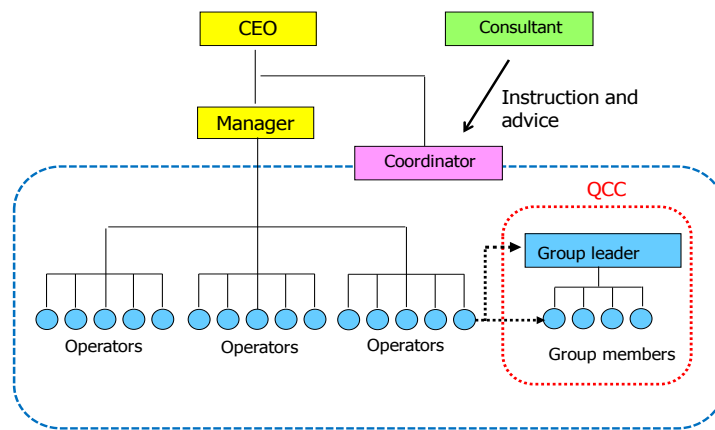 CEO
Consultant
Instruction and
advice
Manager
Coordinator
QCC
Group leader
Operators
Operators
Operators
Group members